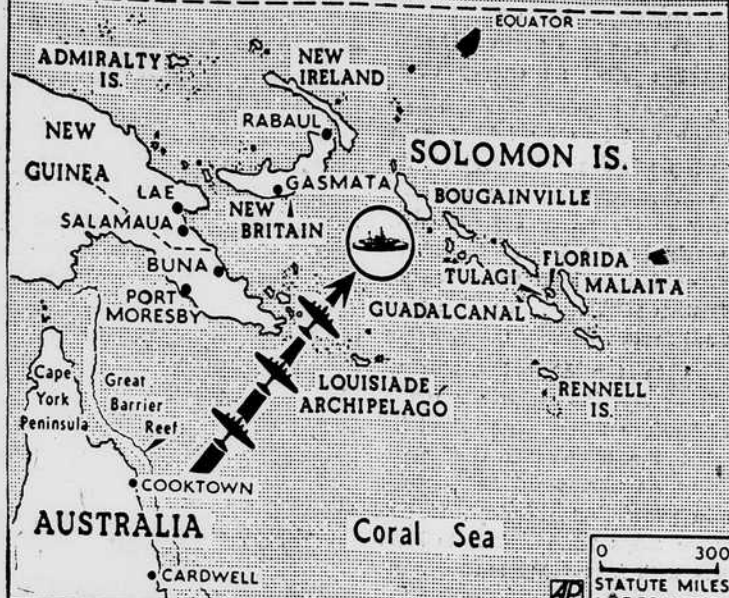 EQUATOR
ADMIRALTY
IS.
NEW
IRELAND
RABAUL
NEW
GUINEA
SOLOMON IS.
LAE
GASMATA
BOUGAINVILLE
SALAMAUA
NEW
BRITAIN
BUNA
TULAGI
FLORIDA
MALAITA
PORT
MORESBY
GUADALCANAL
Cape
York
Peninsula
Great
Barrier
Reef
LOUISIADE
ARCHIPELAGO
RENNELL
IS.
COOKTOWN
AUSTRALIA
Coral Sea
CARDWELL
0 300
STATUTE MILES
AP